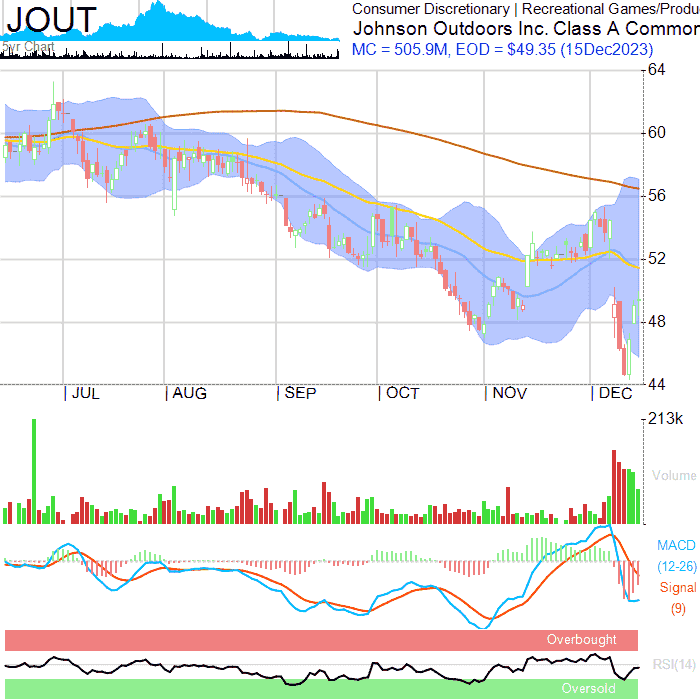 JOUT
5yr Chart
Consumer Discretionary | Recreational Games/Produ
Johnson Outdoors Inc. Class A Common
MC = 505.9M, EOD = $49.35 (15Dec2023)
64
60
56
52
48
44
JUL
AUG
SEP
OCT
NOV
DEC
213k
Volume
MACD
(12-26)
Signal
(9)
Overbought
RSI(14)
Oversold